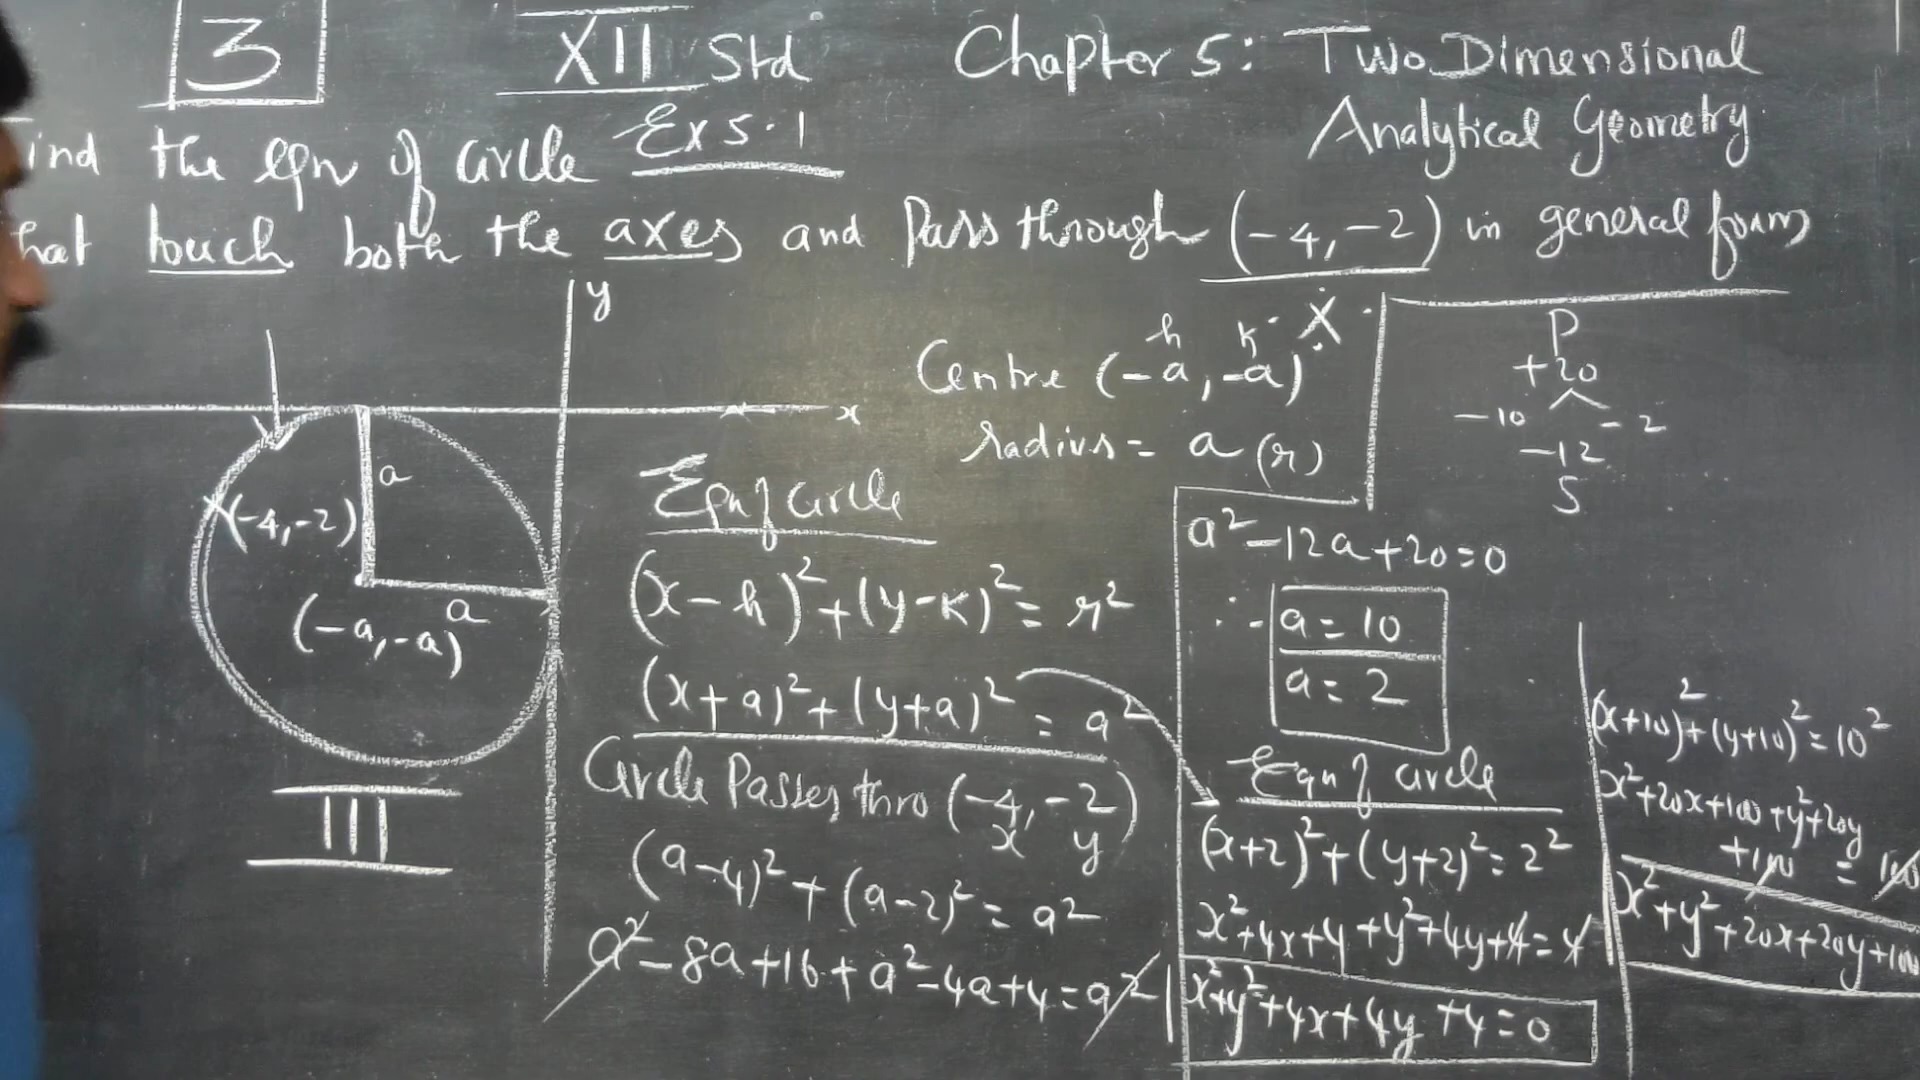 3
XII Std
Chapter 5: Two Dimensional
Analytical Geometry
Ex 5.1
ind the eqn of circle
hat touch both the axes and Pass through (-4,-2) in general form
y
x
a
(-4,-2)
a
(-a,-a)
III
h k X
Centre (-a,-a)
radius = a (r)
Eqn of circle
(x-h)²+(y-k)²= r²
(x+a)²+(y+a)² = a²
Circle Passes thro (-4,-2)
x y
(a-4)²+(a-2)²= a²
a²-8a+16+a²-4a+4=a²
P
+20
-10 -2
-12
S
a²-12a+20=0
∴ a = 10
a = 2
Eqn of circle
(x+2)²+(y+2)²=2²
x²+4x+4+y²+4y+4=4
x²+y²+4x+4y+4=0
(x+10)²+(y+10)²=10²
x²+20x+100+y²+20y
+100 = 100
x²+y²+20x+20y+100